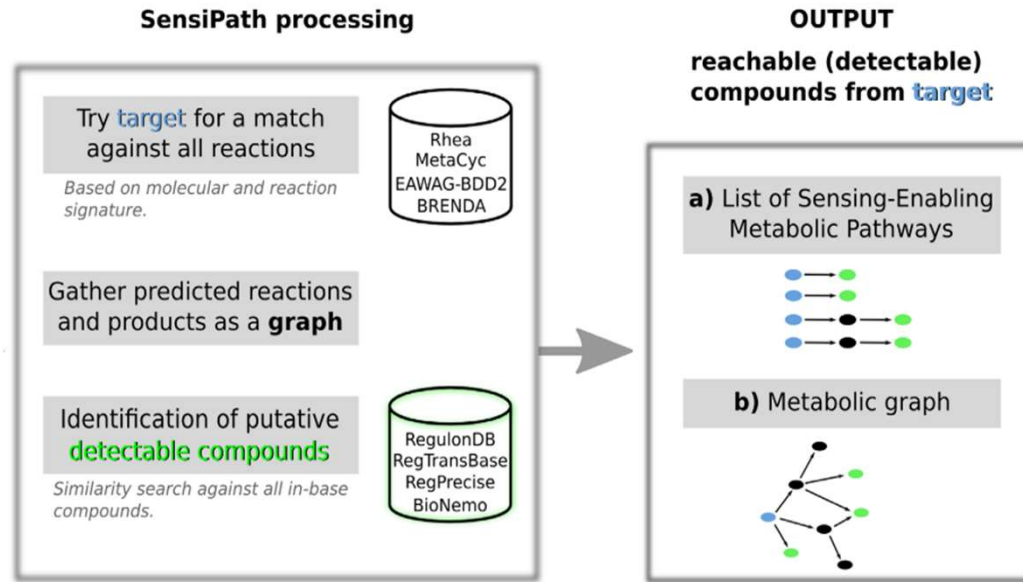 SensiPath processing
Try target for a match
against all reactions
Based on molecular and reaction
signature.
Rhea
MetaCyc
EAWAG-BDD2
BRENDA
Gather predicted reactions
and products as a graph
Identification of putative
detectable compounds
Similarity search against all in-base
compounds.
RegulonDB
RegTransBase
RegPrecise
BioNemo
OUTPUT
reachable (detectable)
compounds from target
a) List of Sensing-Enabling
Metabolic Pathways
b) Metabolic graph